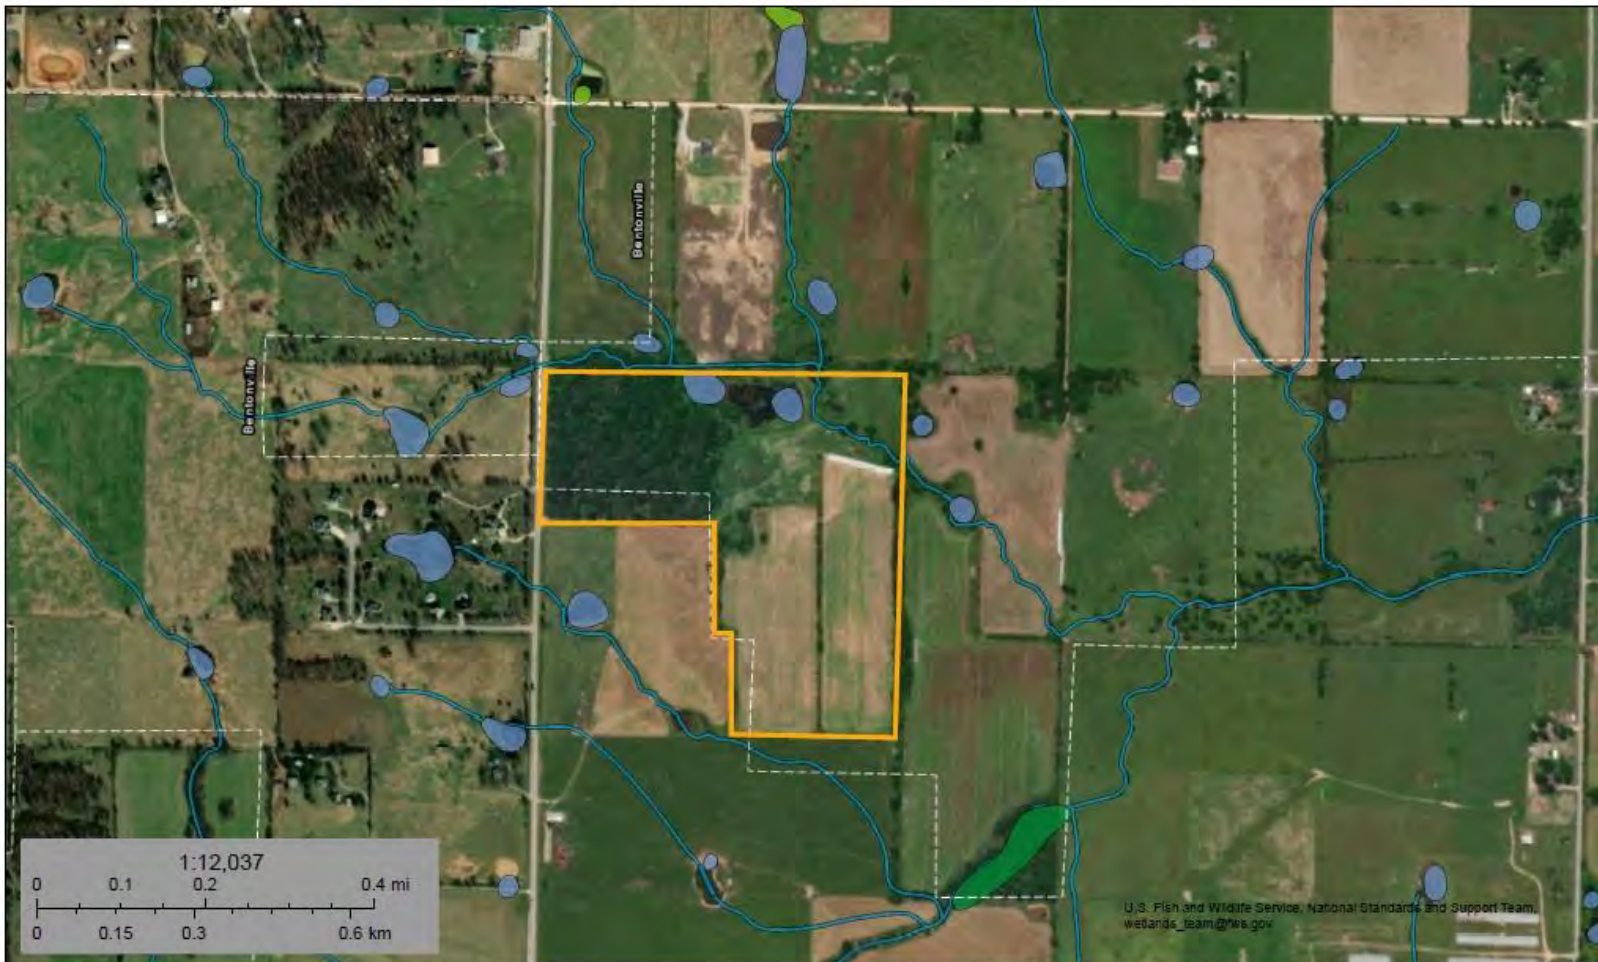 Bentonville
Bentonville
1:12,037
0 0.1 0.2 0.4 mi
0 0.15 0.3 0.6 km
U.S. Fish and Wildlife Service, National Standards and Support Team,
wetlands_team@fws.gov